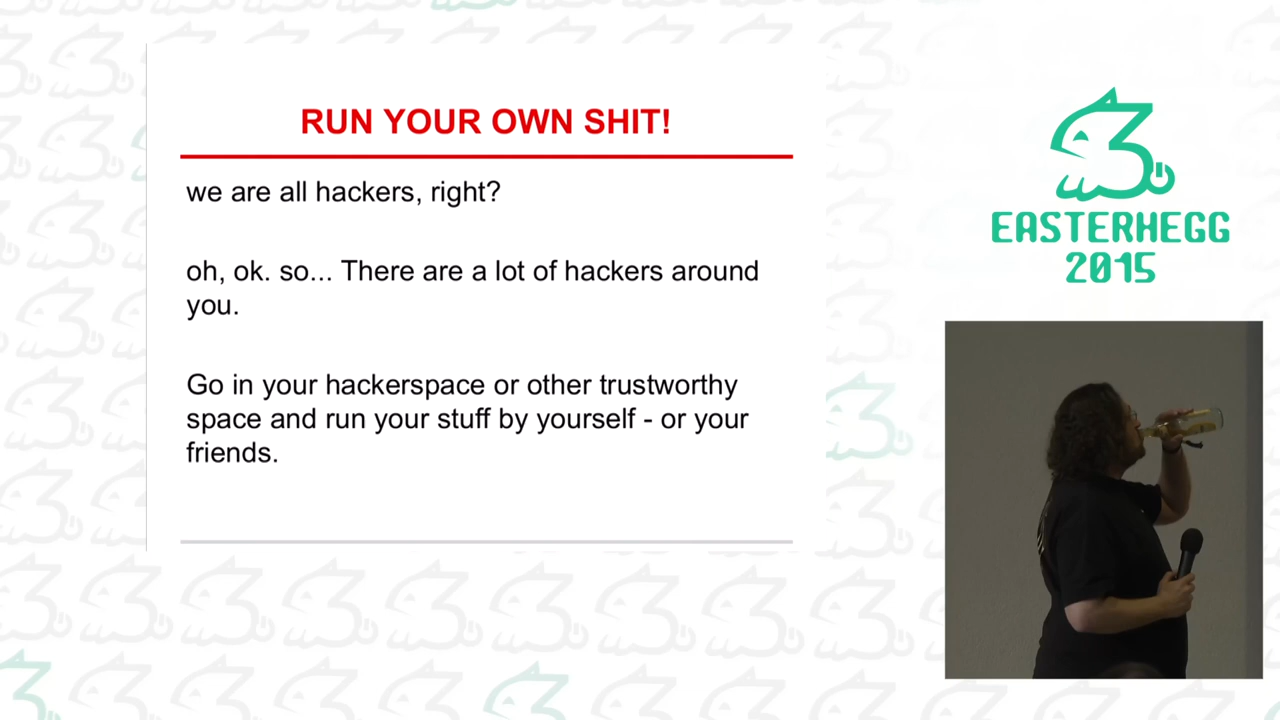 RUN YOUR OWN SHIT!
we are all hackers, right?
oh, ok. so... There are a lot of hackers around
you.
Go in your hackerspace or other trustworthy
space and run your stuff by yourself - or your
friends.
EASTERHEGG
2015